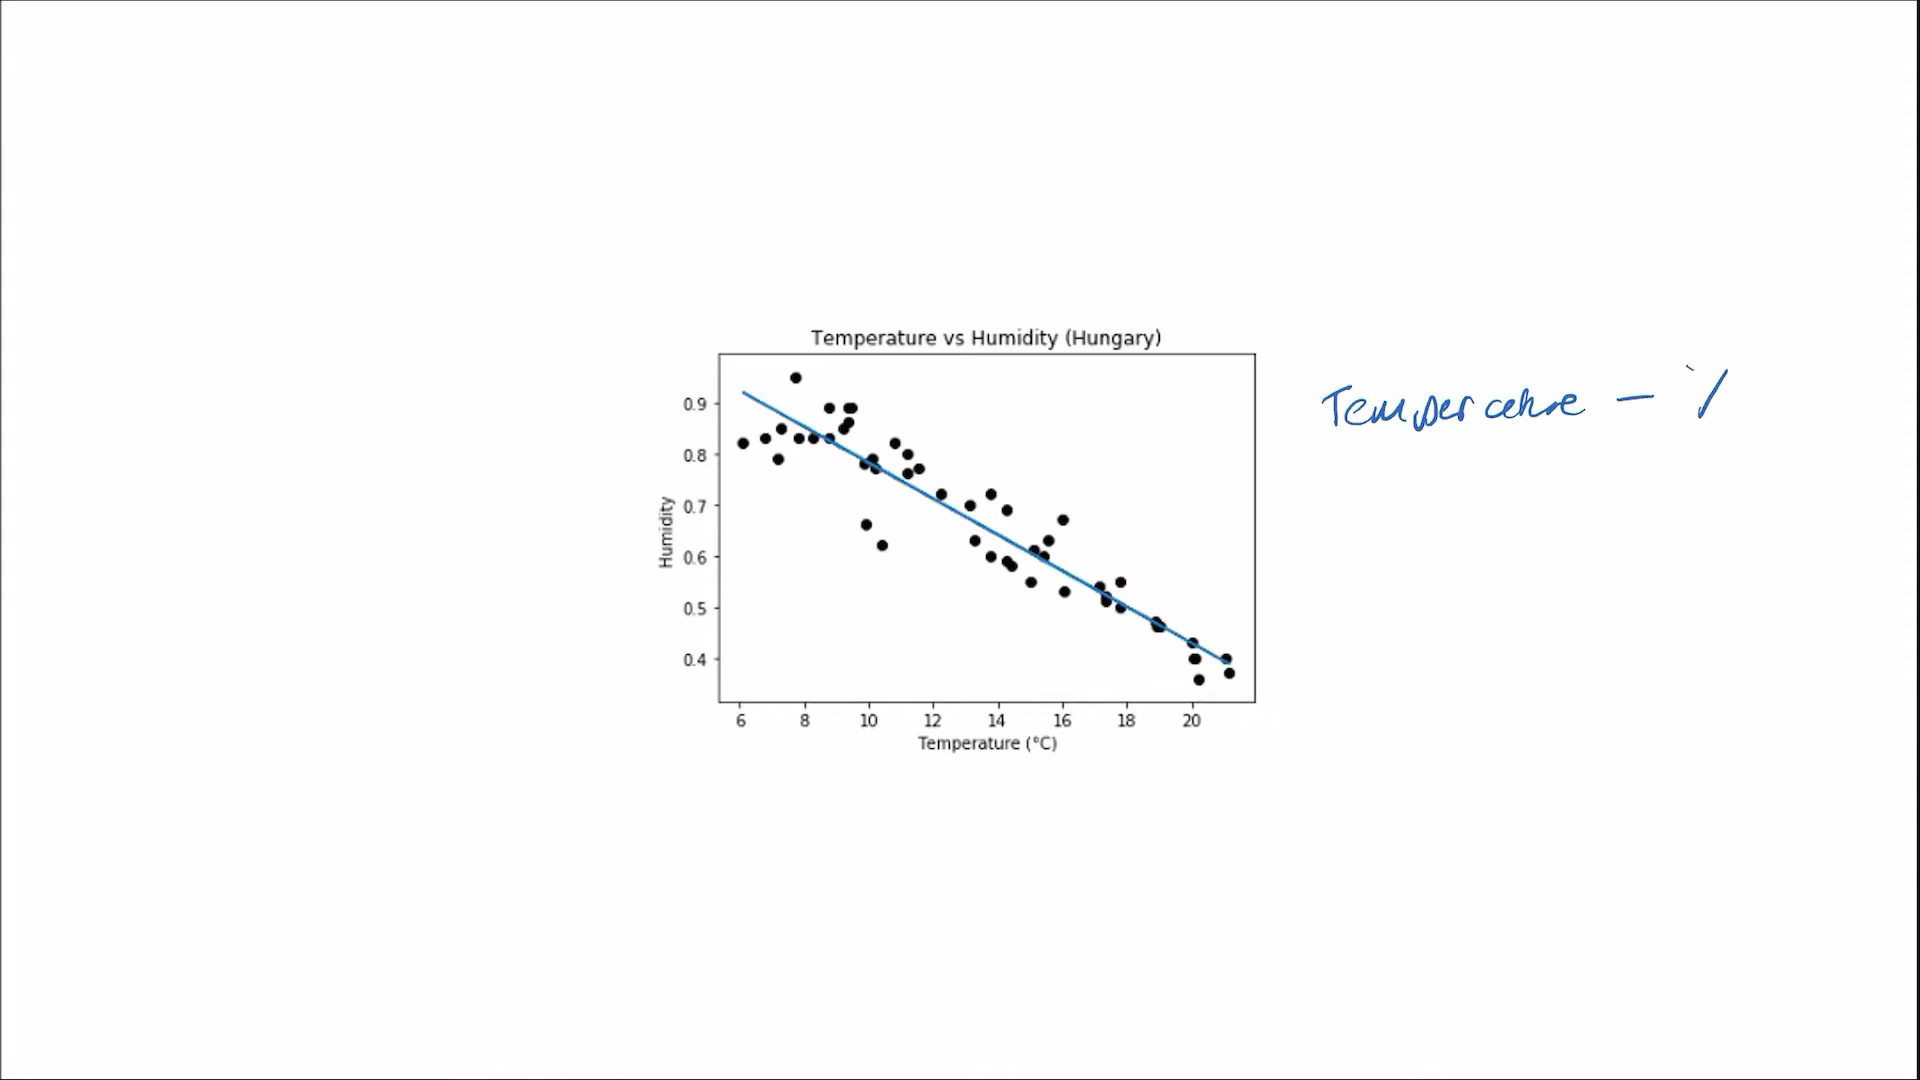 Temperature vs Humidity (Hungary)
Temperature –
0.9
0.8
0.7
0.6
0.5
0.4
Humidity
6 8 10 12 14 16 18 20
Temperature (°C)